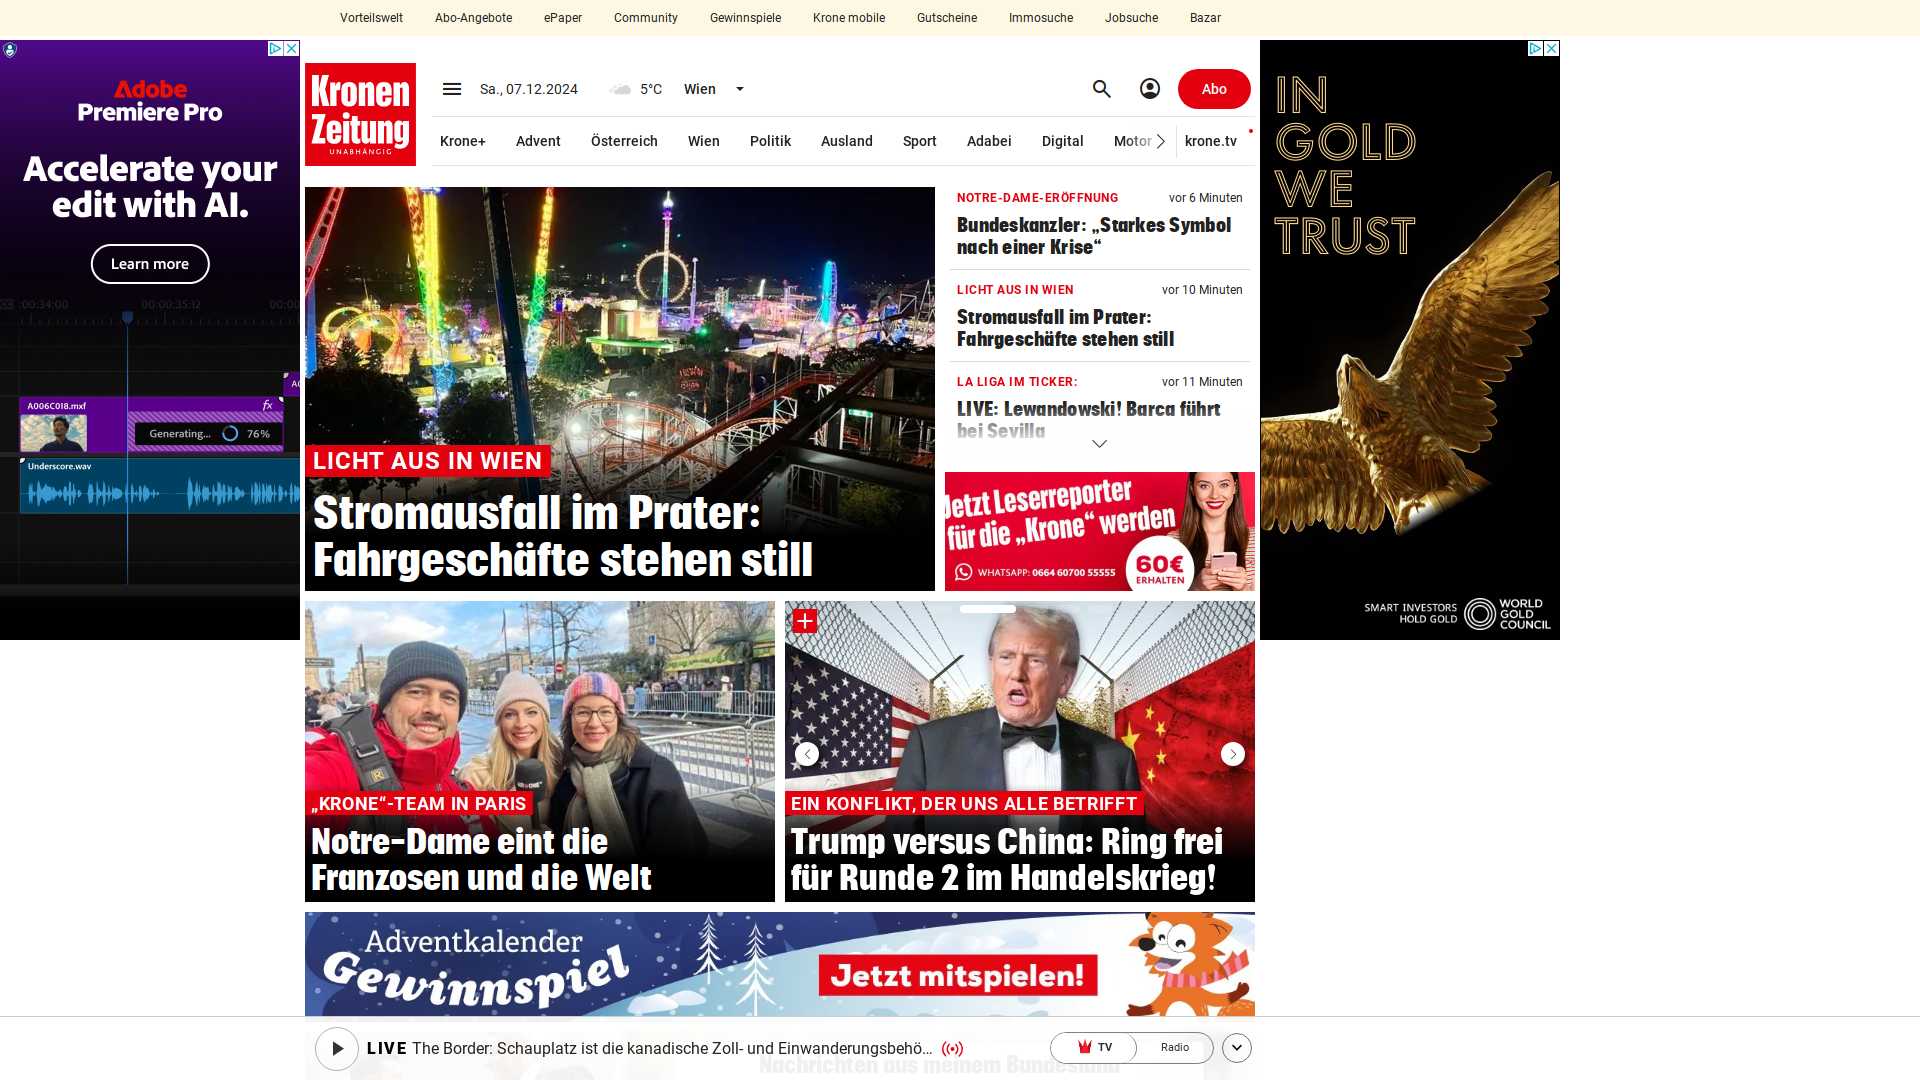 Vorteilswelt Abo-Angebote ePaper Community Gewinnspiele Krone mobile Gutscheine Immosuche Jobsuche Bazar
Adobe
Premiere Pro
Accelerate your
edit with AI.
Learn more
:00:34:00 00:00:35:12 00:00
A006C018.mxf fx
Generating... 76%
Underscore.wav
Kronen
Zeitung
UNABHÄNGIG
Sa., 07.12.2024 5°C Wien
Abo
Krone+ Advent Österreich Wien Politik Ausland Sport Adabei Digital Motor krone.tv
LICHT AUS IN WIEN
Stromausfall im Prater:
Fahrgeschäfte stehen still
NOTRE-DAME-ERÖFFNUNG vor 6 Minuten
Bundeskanzler: „Starkes Symbol
nach einer Krise“
LICHT AUS IN WIEN vor 10 Minuten
Stromausfall im Prater:
Fahrgeschäfte stehen still
LA LIGA IM TICKER: vor 11 Minuten
LIVE: Lewandowski! Barca führt
bei Sevilla
Jetzt Leserreporter
für die „Krone“ werden
WHATSAPP: 0664 60700 55555
60€
ERHALTEN
IN
GOLD
WE
TRUST
SMART INVESTORS
HOLD GOLD
WORLD
GOLD
COUNCIL
„KRONE“-TEAM IN PARIS
Notre-Dame eint die
Franzosen und die Welt
EIN KONFLIKT, DER UNS ALLE BETRIFFT
Trump versus China: Ring frei
für Runde 2 im Handelskrieg!
Adventkalender
Gewinnspiel
Jetzt mitspielen!
LIVE The Border: Schauplatz ist die kanadische Zoll- und Einwanderungsbehö…
TV Radio
Nachrichten aus meinem Bundesland